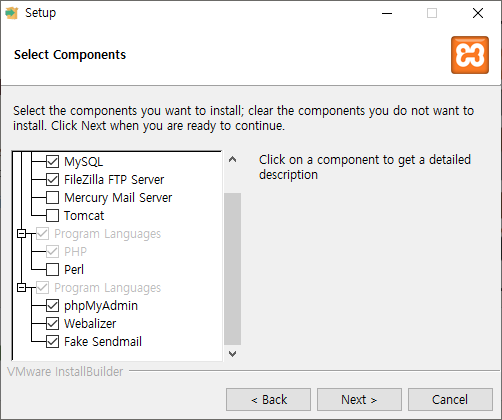 Setup
Select Components
Select the components you want to install; clear the components you do not want to
install. Click Next when you are ready to continue.
MySQL
FileZilla FTP Server
Mercury Mail Server
Tomcat
Program Languages
PHP
Perl
Program Languages
phpMyAdmin
Webalizer
Fake Sendmail
Click on a component to get a detailed
description
VMware InstallBuilder
< Back
Next >
Cancel